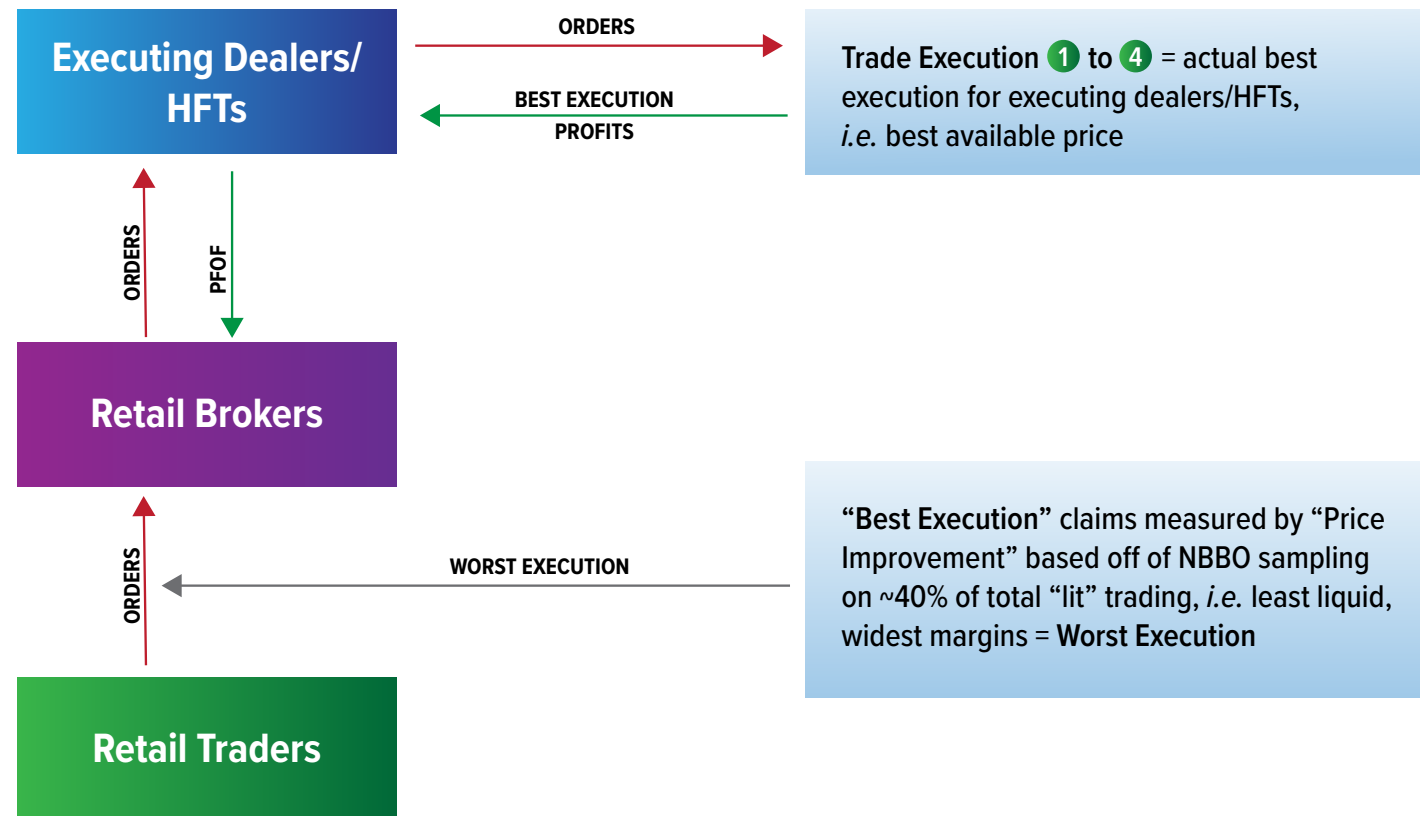 Executing Dealers/
HFTs
ORDERS
BEST EXECUTION
PROFITS
Trade Execution 1 to 4 = actual best
execution for executing dealers/HFTs,
i.e. best available price
ORDERS
PFOF
Retail Brokers
ORDERS
WORST EXECUTION
“Best Execution” claims measured by “Price
Improvement” based off of NBBO sampling
on ~40% of total “lit” trading, i.e. least liquid,
widest margins = Worst Execution
Retail Traders